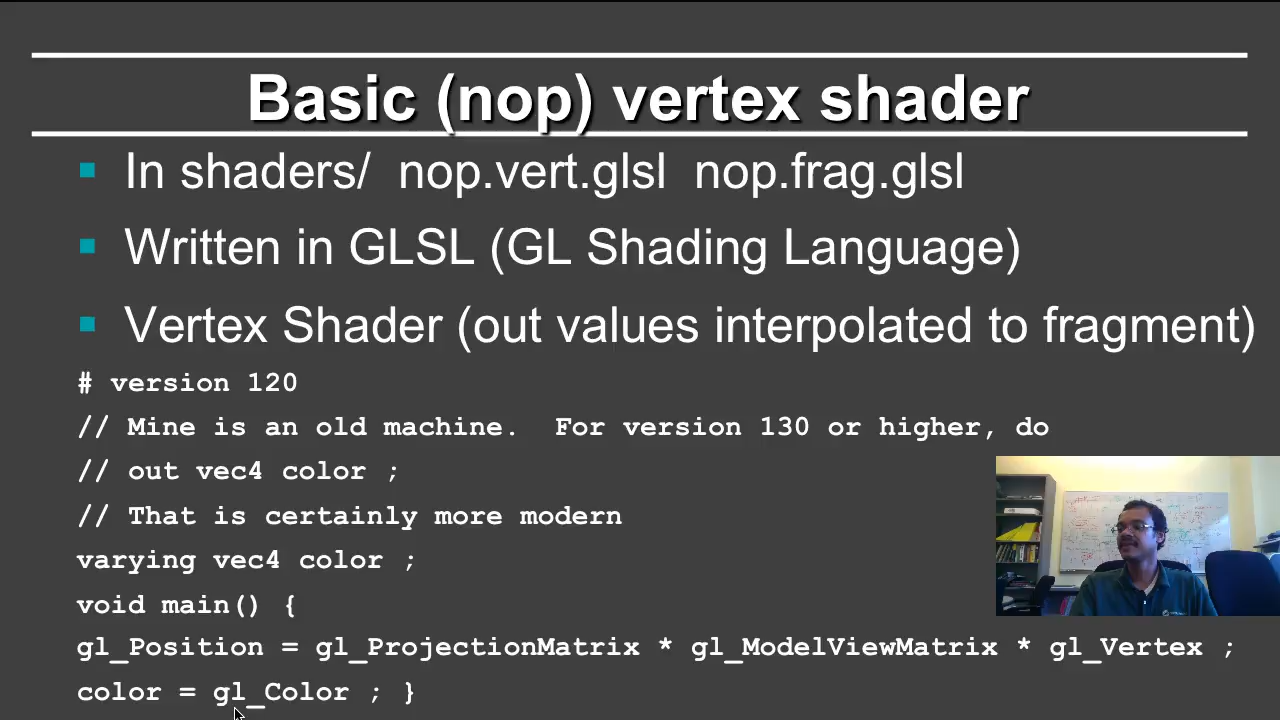 Basic (nop) vertex shader
In shaders/ nop.vert.glsl nop.frag.glsl
Written in GLSL (GL Shading Language)
Vertex Shader (out values interpolated to fragment)
# version 120
// Mine is an old machine. For version 130 or higher, do
// out vec4 color ;
// That is certainly more modern
varying vec4 color ;
void main() {
gl_Position = gl_ProjectionMatrix * gl_ModelViewMatrix * gl_Vertex ;
color = gl_Color ; }